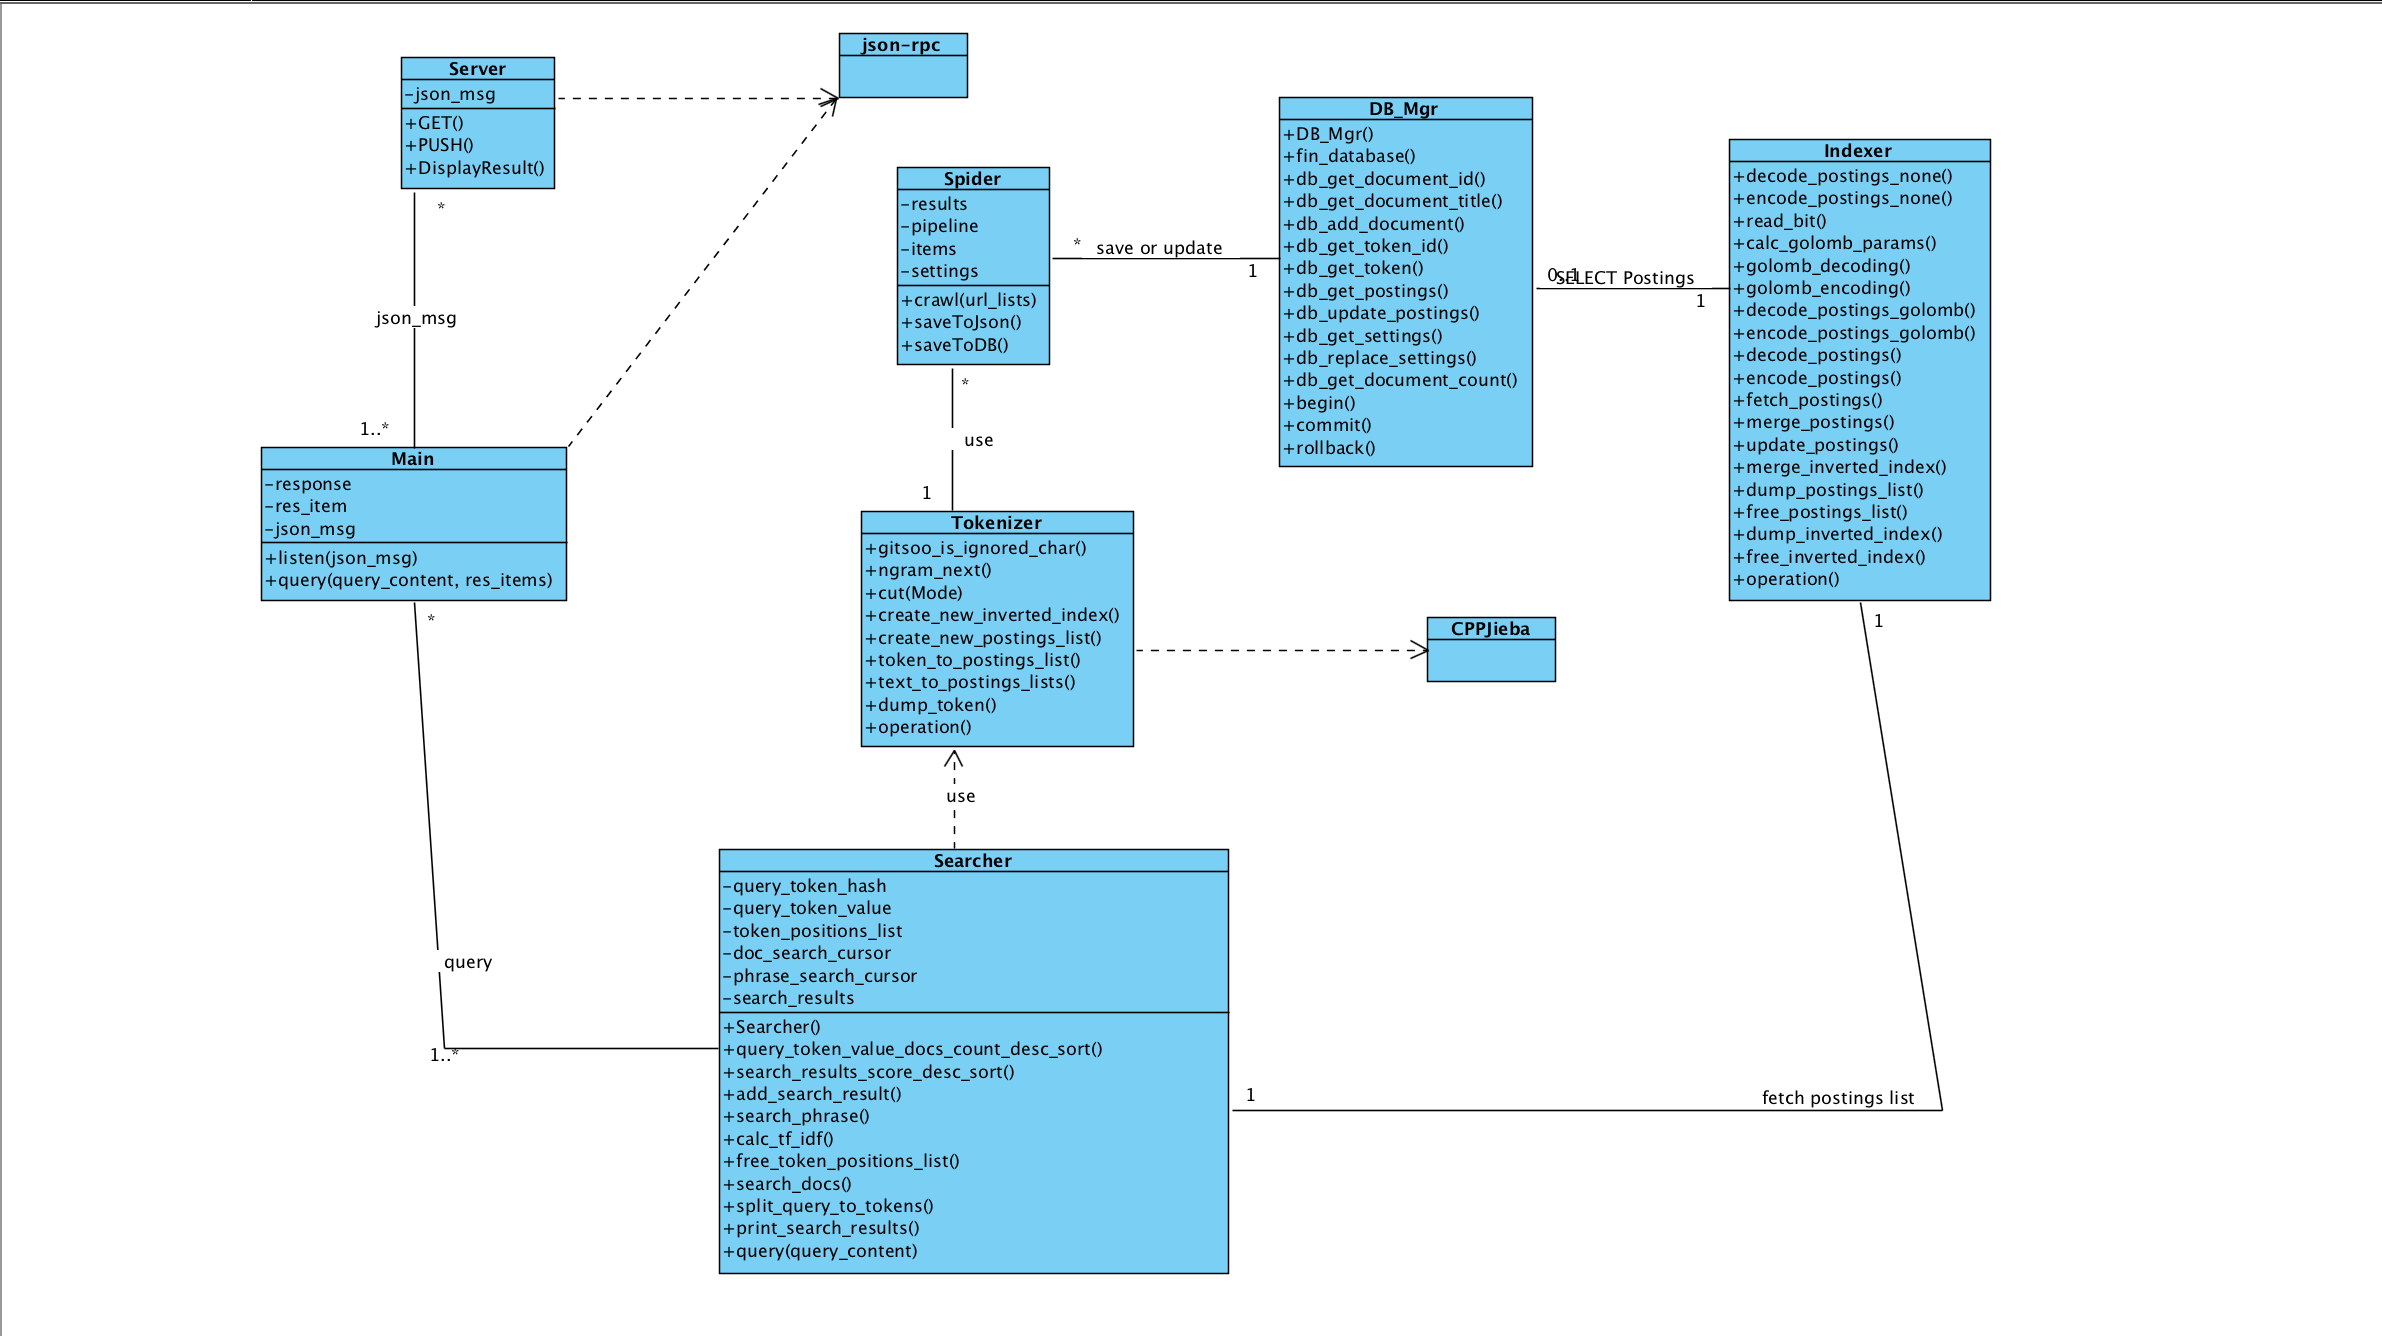 json-rpc
Server
-json_msg
+GET()
+PUSH()
+DisplayResult()
*
json_msg
1..*
Main
-response
-res_item
-json_msg
+listen(json_msg)
+query(query_content, res_items)
*
query
1..*
Spider
-results
-pipeline
-items
-settings
+crawl(url_lists)
+saveToJson()
+saveToDB()
* save or update
1
*
use
1
DB_Mgr
+DB_Mgr()
+fin_database()
+db_get_document_id()
+db_get_document_title()
+db_add_document()
+db_get_token_id()
+db_get_token()
+db_get_postings()
+db_update_postings()
+db_get_settings()
+db_replace_settings()
+db_get_document_count()
+begin()
+commit()
+rollback()
0..1
SELECT Postings
1
Indexer
+decode_postings_none()
+encode_postings_none()
+read_bit()
+calc_golomb_params()
+golomb_decoding()
+golomb_encoding()
+decode_postings_golomb()
+encode_postings_golomb()
+decode_postings()
+encode_postings()
+fetch_postings()
+merge_postings()
+update_postings()
+merge_inverted_index()
+dump_postings_list()
+free_postings_list()
+dump_inverted_index()
+free_inverted_index()
+operation()
1
Tokenizer
+gitsoo_is_ignored_char()
+ngram_next()
+cut(Mode)
+create_new_inverted_index()
+create_new_postings_list()
+token_to_postings_list()
+text_to_postings_lists()
+dump_token()
+operation()
CPPJieba
use
Searcher
-query_token_hash
-query_token_value
-token_positions_list
-doc_search_cursor
-phrase_search_cursor
-search_results
+Searcher()
+query_token_value_docs_count_desc_sort()
+search_results_score_desc_sort()
+add_search_result()
+search_phrase()
+calc_tf_idf()
+free_token_positions_list()
+search_docs()
+split_query_to_tokens()
+print_search_results()
+query(query_content)
1
fetch postings list